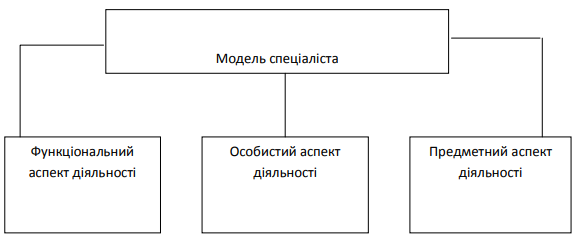 Модель спеціаліста
Функціональний
аспект діяльності
Особистий аспект
діяльності
Предметний аспект
діяльності